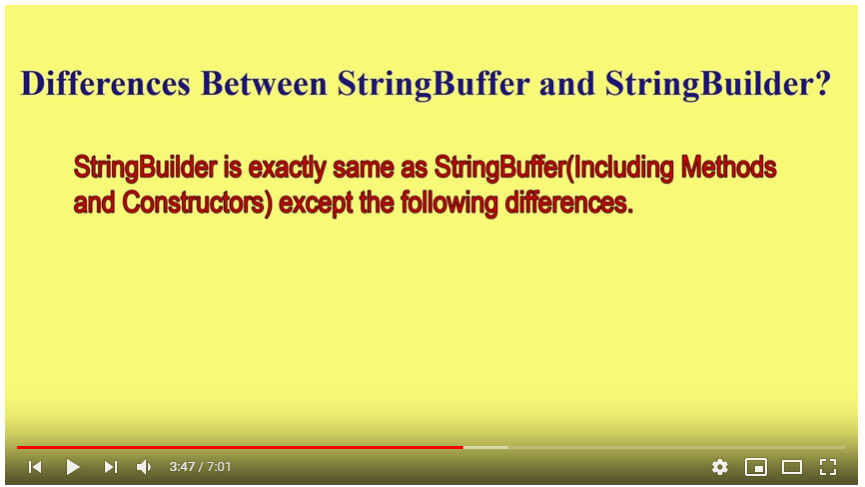 Differences Between StringBuffer and StringBuilder?
StringBuilder is exactly same as StringBuffer(Including Methods
and Constructors) except the following differences.
3:47 / 7:01